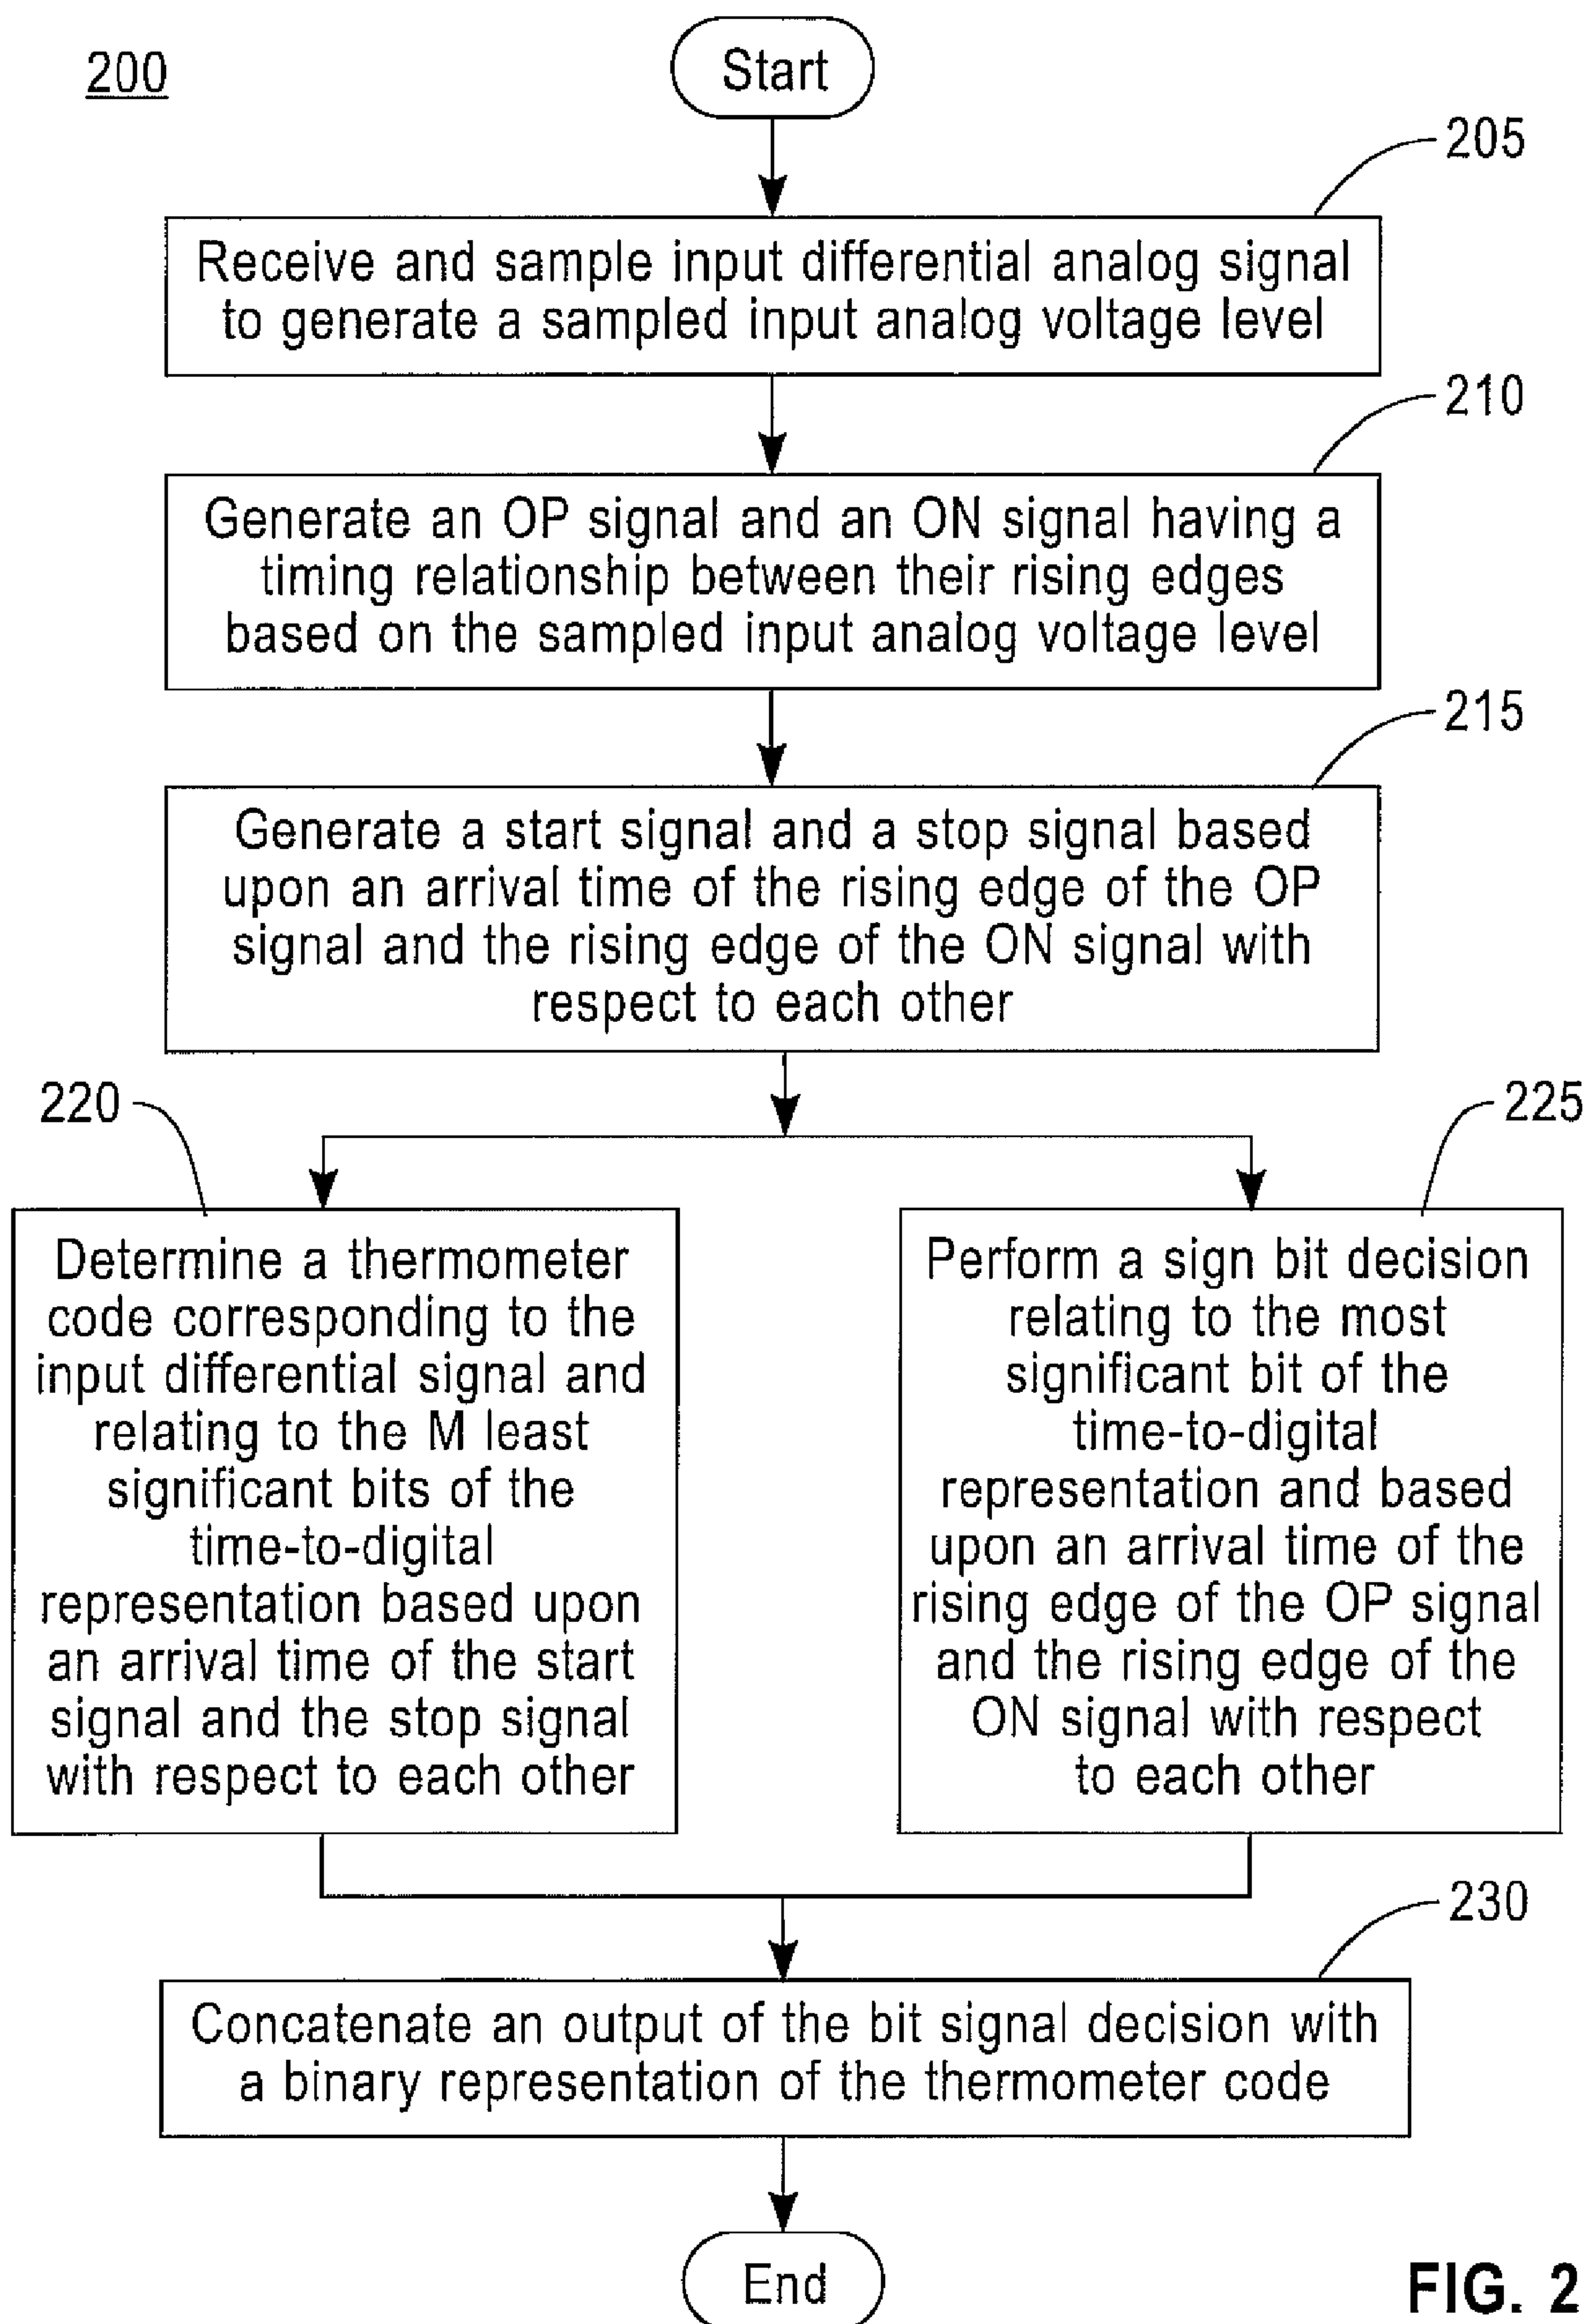 200
Start
205
Receive and sample input differential analog signal
to generate a sampled input analog voltage level
210
Generate an OP signal and an ON signal having a
timing relationship between their rising edges
based on the sampled input analog voltage level
215
Generate a start signal and a stop signal based
upon an arrival time of the rising edge of the OP
signal and the rising edge of the ON signal with
respect to each other
220
Determine a thermometer
code corresponding to the
input differential signal and
relating to the M least
significant bits of the
time-to-digital
representation based upon
an arrival time of the start
signal and the stop signal
with respect to each other
225
Perform a sign bit decision
relating to the most
significant bit of the
time-to-digital
representation and based
upon an arrival time of the
rising edge of the OP signal
and the rising edge of the
ON signal with respect
to each other
230
Concatenate an output of the bit signal decision with
a binary representation of the thermometer code
End
FIG. 2